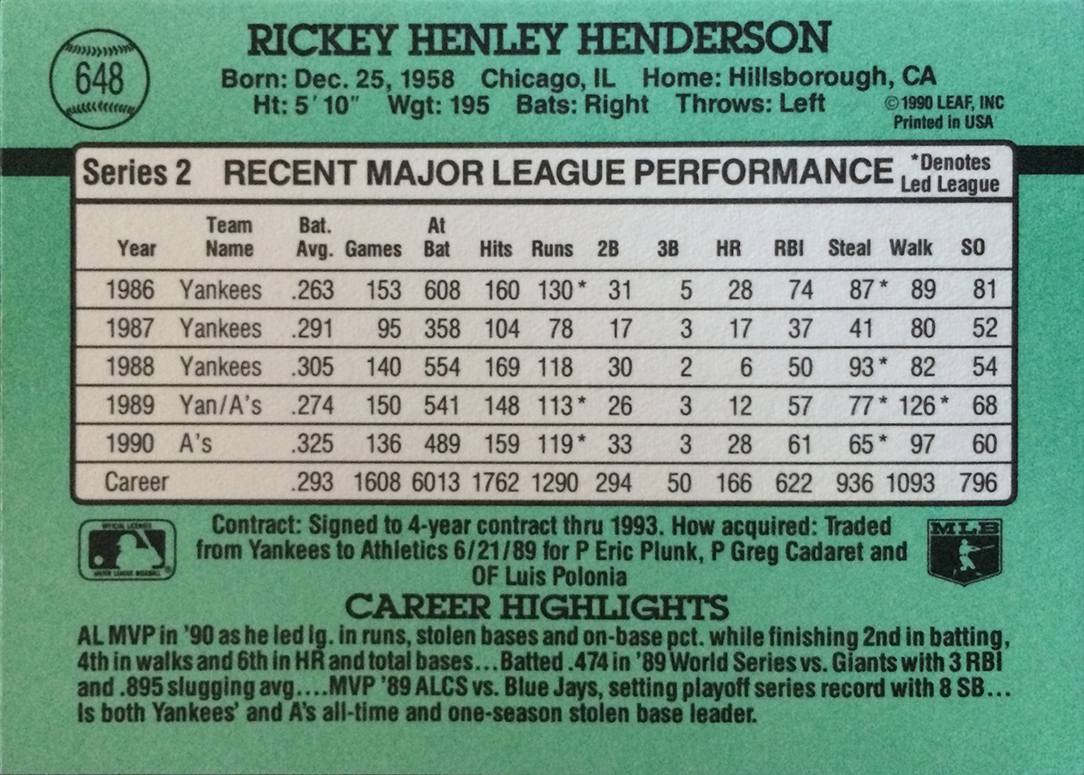 RICKEY HENLEY HENDERSON
648
Born: Dec. 25, 1958 Chicago, IL Home: Hillsborough, CA
Ht: 5' 10" Wgt: 195 Bats: Right Throws: Left
©1990 LEAF, INC
Printed in USA
Series 2 RECENT MAJOR LEAGUE PERFORMANCE
*Denotes
Led League
Year Team Name Bat. Avg. Games At Bat Hits Runs 2B 3B HR RBI Steal Walk SO
1986 Yankees .263 153 608 160 130* 31 5 28 74 87* 89 81
1987 Yankees .291 95 358 104 78 17 3 17 37 41 80 52
1988 Yankees .305 140 554 169 118 30 2 6 50 93* 82 54
1989 Yan/A's .274 150 541 148 113* 26 3 12 57 77* 126* 68
1990 A's .325 136 489 159 119* 33 3 28 61 65* 97 60
Career .293 1608 6013 1762 1290 294 50 166 622 936 1093 796
OFFICIAL LICENSEE
MAJOR LEAGUE BASEBALL
Contract: Signed to 4-year contract thru 1993. How acquired: Traded
from Yankees to Athletics 6/21/89 for P Eric Plunk, P Greg Cadaret and
OF Luis Polonia
MLB
CAREER HIGHLIGHTS
AL MVP in '90 as he led lg. in runs, stolen bases and on-base pct. while finishing 2nd in batting,
4th in walks and 6th in HR and total bases...Batted .474 in '89 World Series vs. Giants with 3 RBI
and .895 slugging avg....MVP '89 ALCS vs. Blue Jays, setting playoff series record with 8 SB...
Is both Yankees' and A's all-time and one-season stolen base leader.